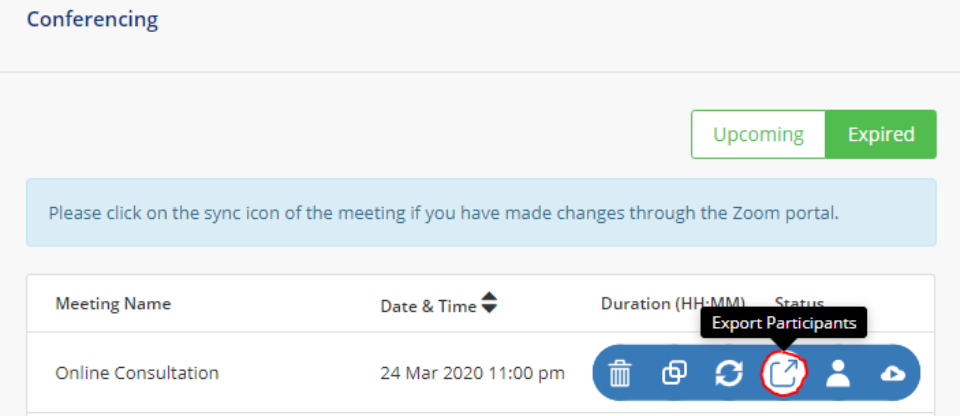 Conferencing
Upcoming Expired
Please click on the sync icon of the meeting if you have made changes through the Zoom portal.
Meeting Name Date & Time Duration (HH:MM) Status
Export Participants
Online Consultation 24 Mar 2020 11:00 pm